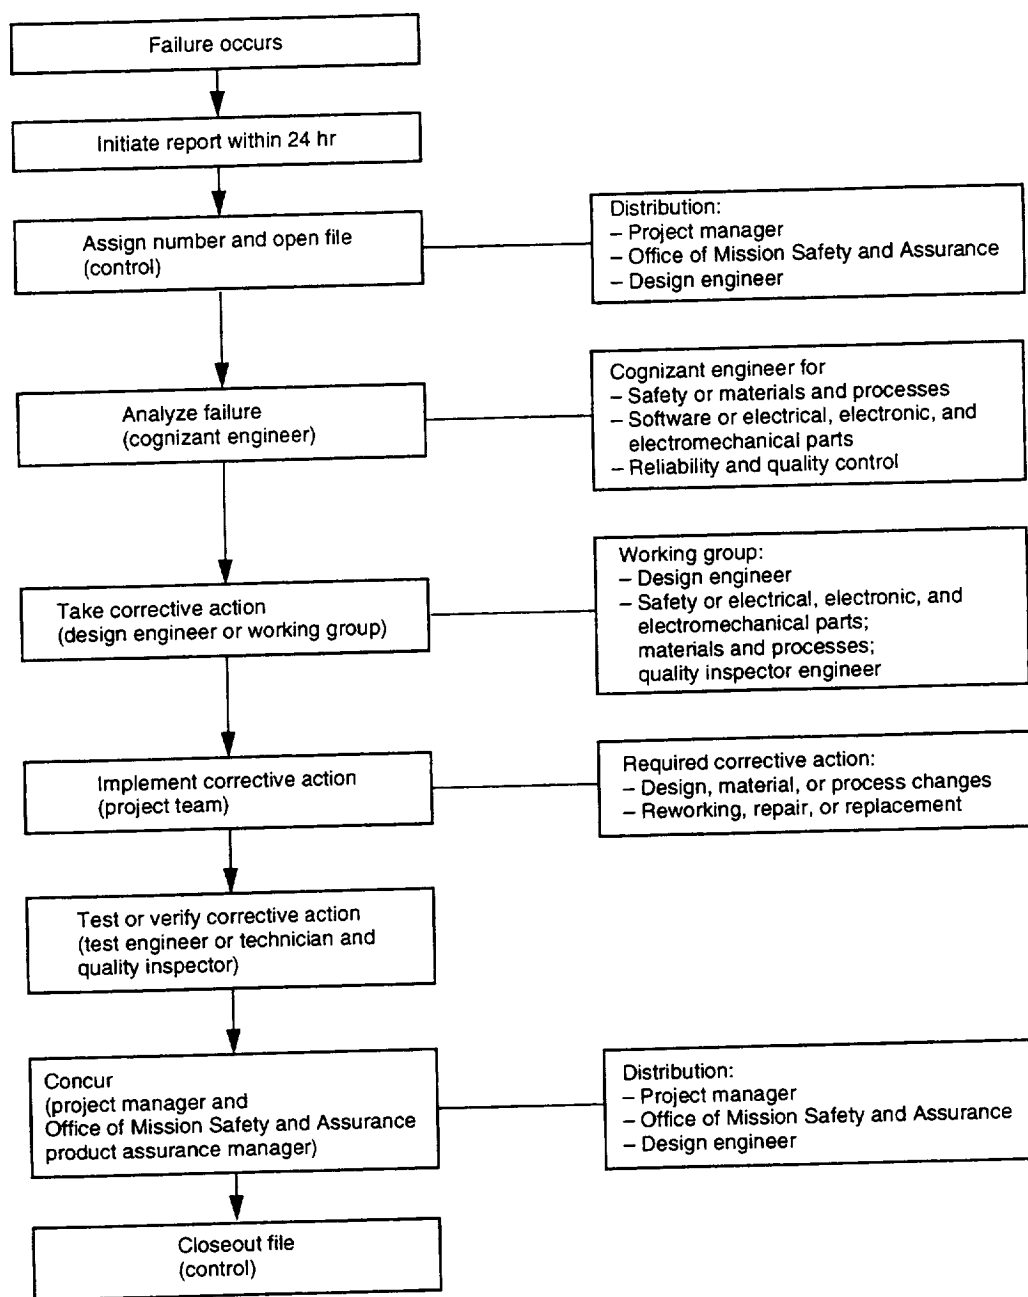 Failure occurs
Initiate report within 24 hr
Assign number and open file
(control)
Distribution:
– Project manager
– Office of Mission Safety and Assurance
– Design engineer
Analyze failure
(cognizant engineer)
Cognizant engineer for
– Safety or materials and processes
– Software or electrical, electronic, and
electromechanical parts
– Reliability and quality control
Take corrective action
(design engineer or working group)
Working group:
– Design engineer
– Safety or electrical, electronic, and
electromechanical parts;
materials and processes;
quality inspector engineer
Implement corrective action
(project team)
Required corrective action:
– Design, material, or process changes
– Reworking, repair, or replacement
Test or verify corrective action
(test engineer or technician and
quality inspector)
Concur
(project manager and
Office of Mission Safety and Assurance
product assurance manager)
Distribution:
– Project manager
– Office of Mission Safety and Assurance
– Design engineer
Closeout file
(control)